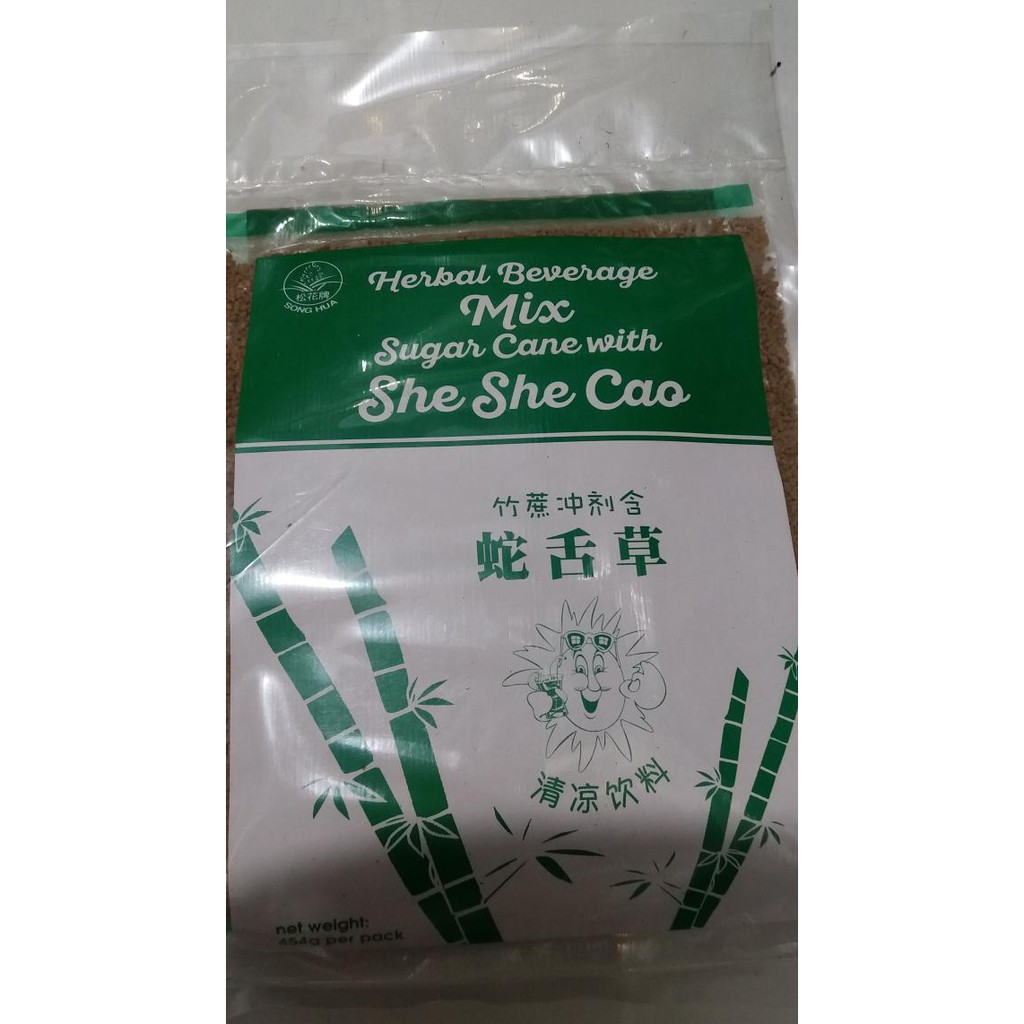 松花牌
SONG HUA
Herbal Beverage
Mix
Sugar Cane with
She She Cao
竹蔗冲剂含
蛇舌草
清凉饮料
net weight:
454g per pack